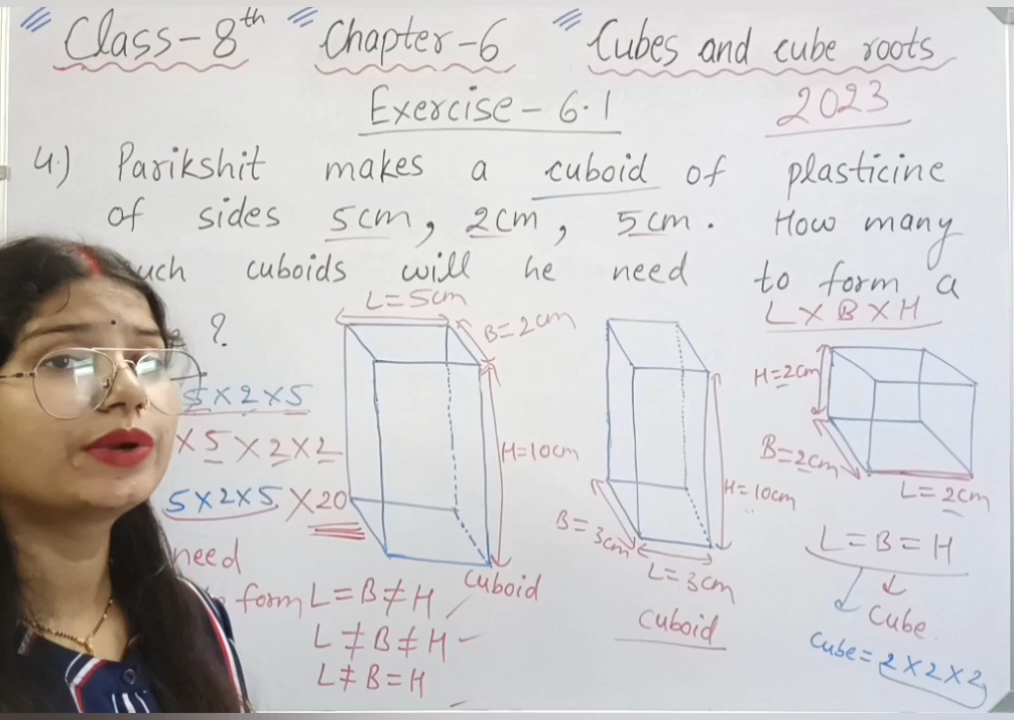 Class-8th Chapter-6 Cubes and cube roots
Exercise-6.1 2023
4.) Parikshit makes a cuboid of plasticine
of sides 5cm, 2cm, 5cm. How many
uch cuboids will he need to form a
?
L×B×H
L=5cm
B=2cm
H=10cm
cuboid
B=3cm
L=3cm
H=10cm
cuboid
H=2cm
B=2cm
L=2cm
L=B=H
Cube
Cube=2×2×2
5×2×5
×5×2×2
5×2×5×20
need
form
L=B≠H
L≠B≠H
L≠B=H